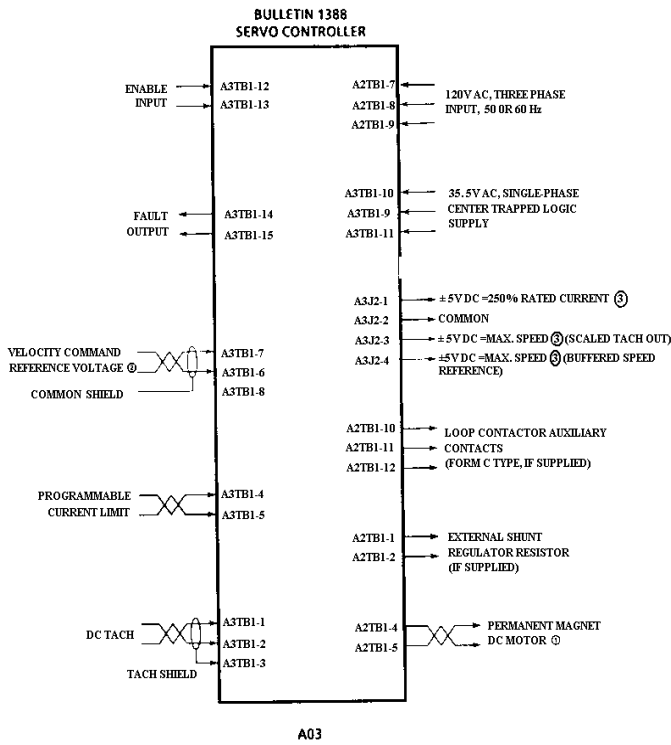 BULLETIN 1388
SERVO CONTROLLER
ENABLE
INPUT
A3TB1-12
A3TB1-13
FAULT
OUTPUT
A3TB1-14
A3TB1-15
VELOCITY COMMAND
REFERENCE VOLTAGE
COMMON SHIELD
A3TB1-7
A3TB1-6
A3TB1-8
PROGRAMMABLE
CURRENT LIMIT
A3TB1-4
A3TB1-5
DC TACH
TACH SHIELD
A3TB1-1
A3TB1-2
A3TB1-3
A2TB1-7
A2TB1-8
A2TB1-9
120V AC, THREE PHASE
INPUT, 50 0R 60 Hz
A3TB1-10
A3TB1-9
A3TB1-11
35.5V AC, SINGLE-PHASE
CENTER TRAPPED LOGIC
SUPPLY
A3J2-1
± 5V DC =250% RATED CURRENT ③
A3J2-2
COMMON
A3J2-3
± 5V DC =MAX. SPEED ③ (SCALED TACH OUT)
A3J2-4
±5V DC =MAX. SPEED ③ (BUFFERED SPEED
REFERENCE)
A2TB1-10
A2TB1-11
A2TB1-12
LOOP CONTACTOR AUXILIARY
CONTACTS
(FORM C TYPE, IF SUPPLIED)
A2TB1-1
A2TB1-2
EXTERNAL SHUNT
REGULATOR RESISTOR
(IF SUPPLIED)
A2TB1-4
A2TB1-5
PERMANENT MAGNET
DC MOTOR ①
A03